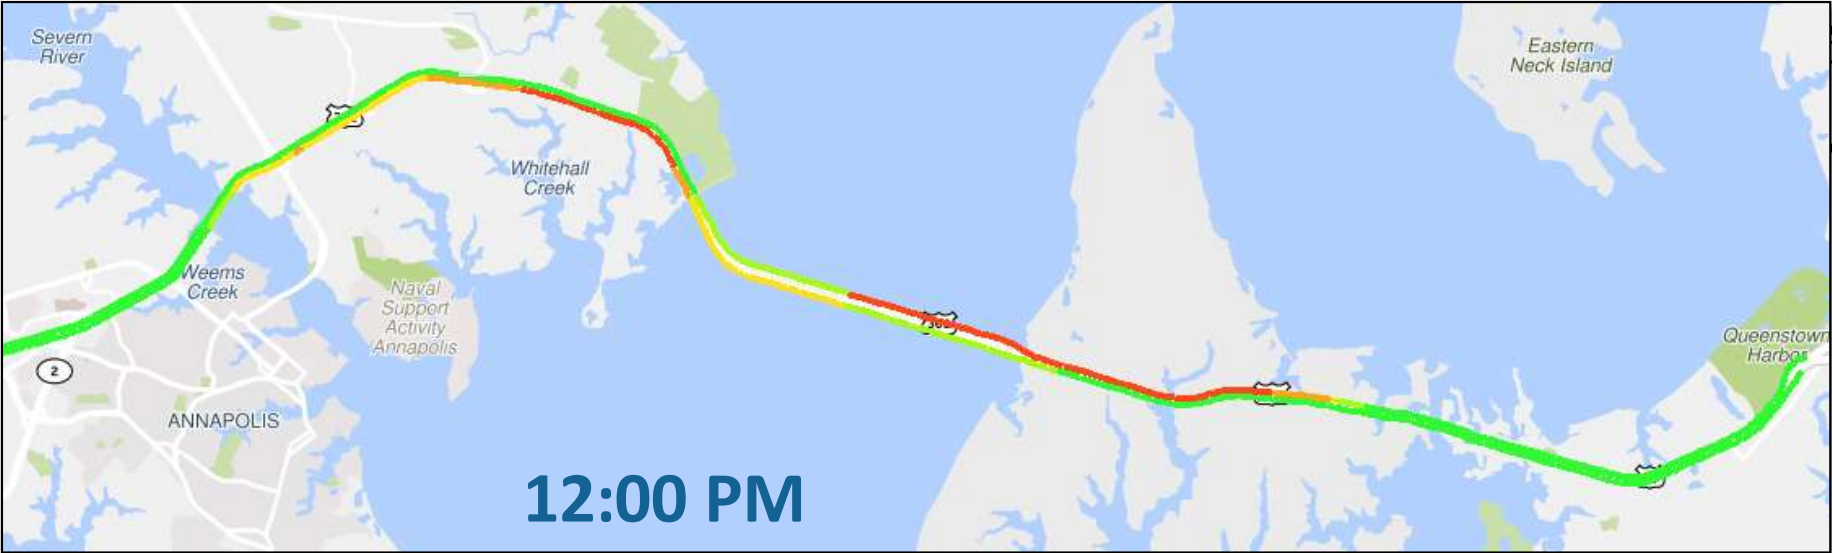 Severn
River
Eastern
Neck Island
Whitehall
Creek
Weems
Creek
Naval
Support
Activity
Annapolis
Queenstown
Harbor
2
ANNAPOLIS
12:00 PM